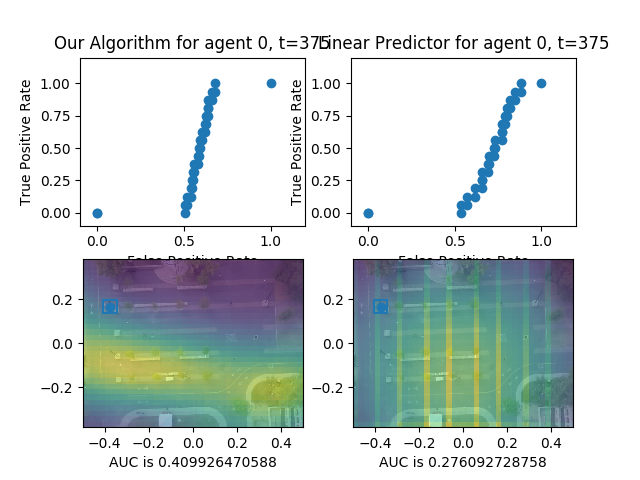 Our Algorithm for agent 0, t=375
Linear Predictor for agent 0, t=375
True Positive Rate
1.00
0.75
0.50
0.25
0.00
0.0 0.5 1.0
False Positive Rate
True Positive Rate
1.00
0.75
0.50
0.25
0.00
0.0 0.5 1.0
False Positive Rate
0.2
0.0
−0.2
−0.4 −0.2 0.0 0.2 0.4
AUC is 0.409926470588
0.2
0.0
−0.2
−0.4 −0.2 0.0 0.2 0.4
AUC is 0.276092728758